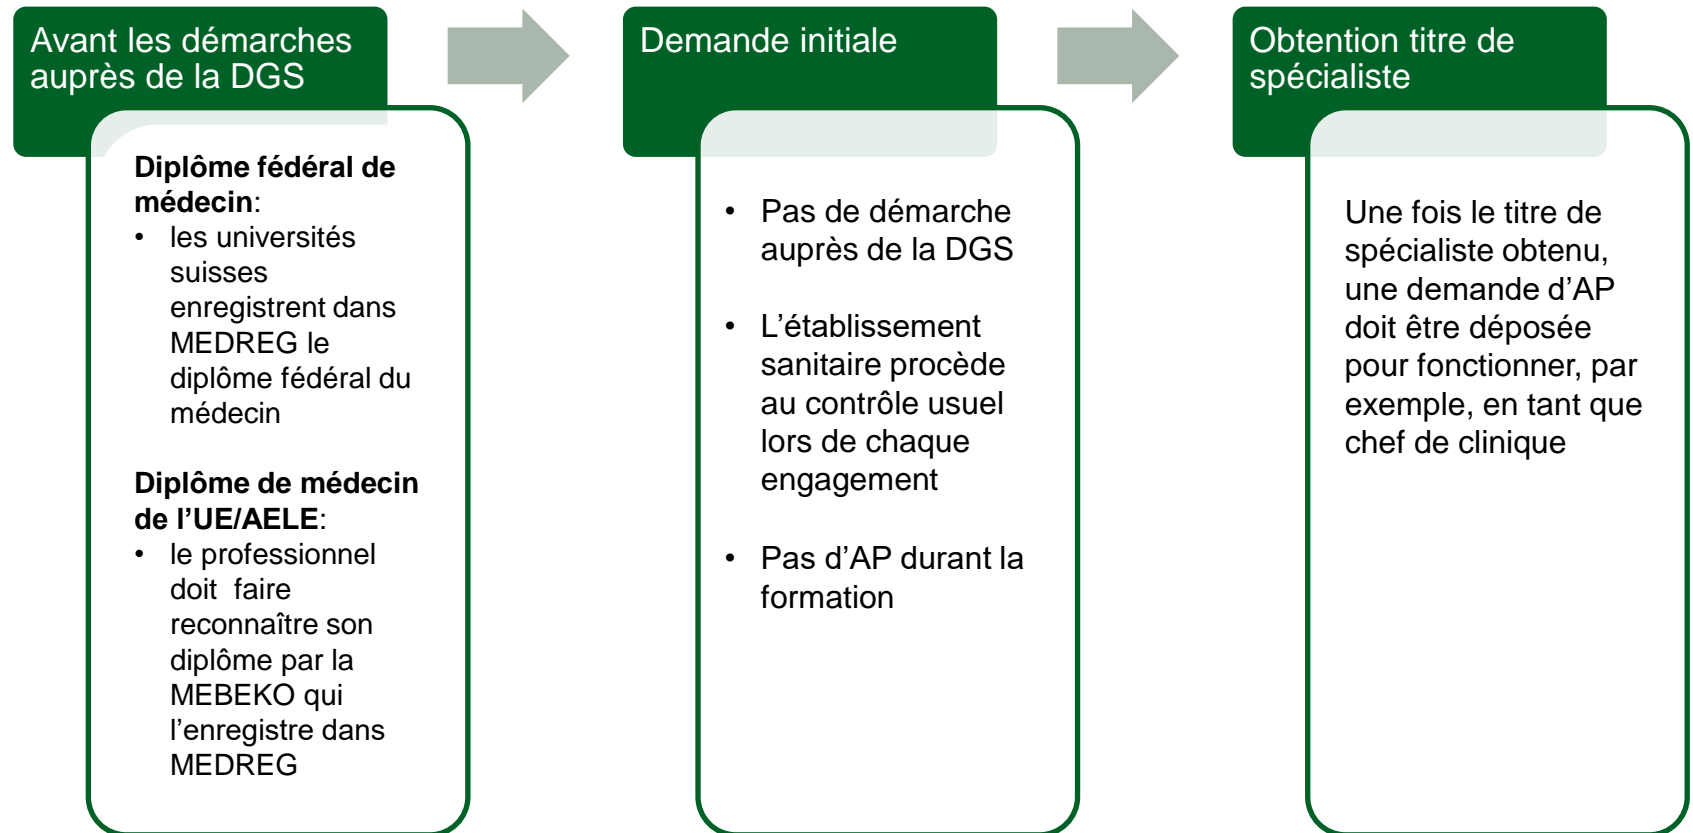 Avant les démarches
auprès de la DGS
Diplôme fédéral de
médecin:
• les universités
suisses
enregistrent dans
MEDREG le
diplôme fédéral du
médecin
Diplôme de médecin
de l’UE/AELE:
• le professionnel
doit  faire
reconnaître son
diplôme par la
MEBEKO qui
l’enregistre dans
MEDREG
Demande initiale
• Pas de démarche
auprès de la DGS
• L’établissement
sanitaire procède
au contrôle usuel
lors de chaque
engagement
• Pas d’AP durant la
formation
Obtention titre de
spécialiste
Une fois le titre de
spécialiste obtenu,
une demande d’AP
doit être déposée
pour fonctionner, par
exemple, en tant que
chef de clinique